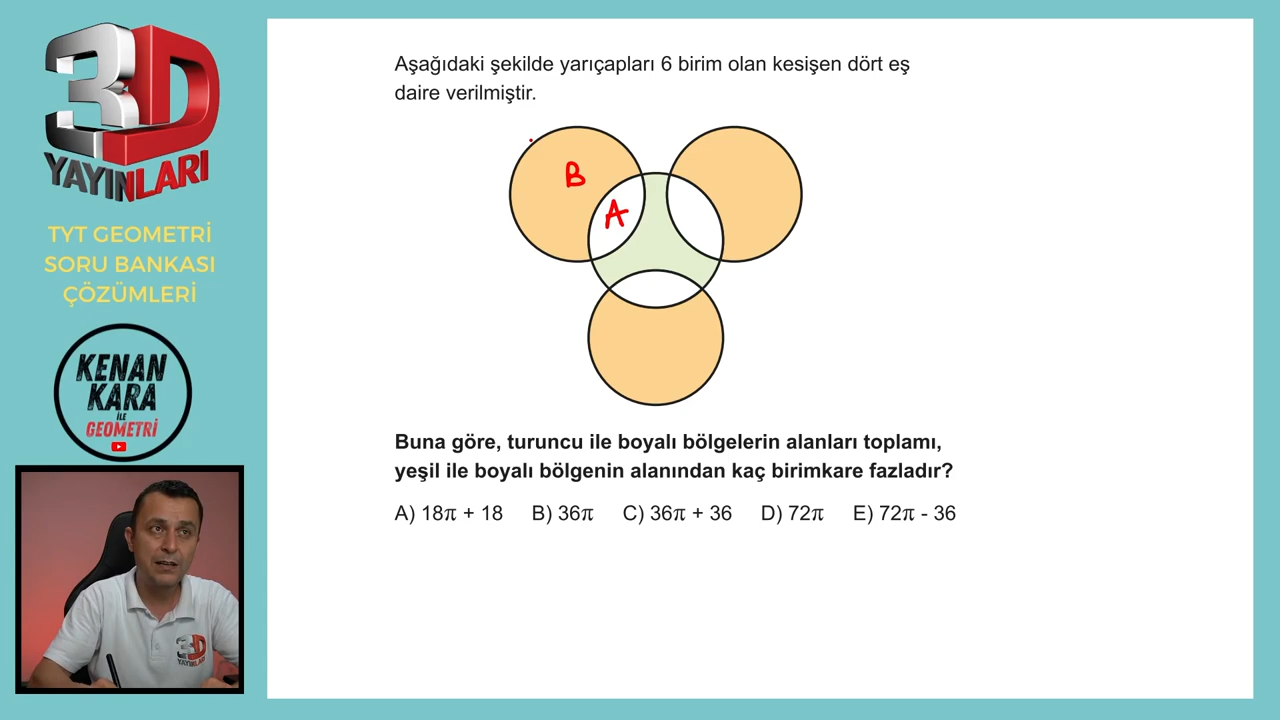 3D
YAYINLARI
TYT GEOMETRİ
SORU BANKASI
ÇÖZÜMLERİ
KENAN
KARA
İLE
GEOMETRİ
3D
YAYINLARI
Aşağıdaki şekilde yarıçapları 6 birim olan kesişen dört eş
daire verilmiştir.
B
A
Buna göre, turuncu ile boyalı bölgelerin alanları toplamı,
yeşil ile boyalı bölgenin alanından kaç birimkare fazladır?
A) 18π + 18 B) 36π C) 36π + 36 D) 72π E) 72π - 36